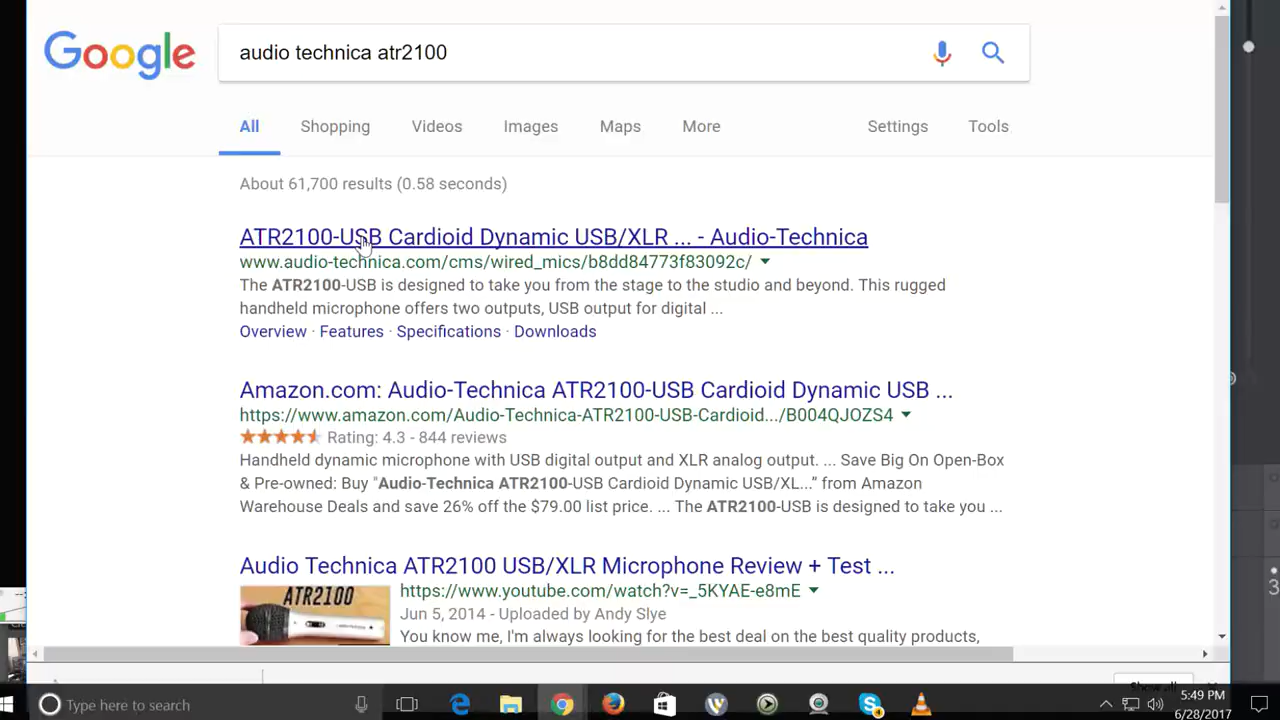 Google
audio technica atr2100
All Shopping Videos Images Maps More Settings Tools
About 61,700 results (0.58 seconds)
ATR2100-USB Cardioid Dynamic USB/XLR ... - Audio-Technica
www.audio-technica.com/cms/wired_mics/b8dd84773f83092c/
The ATR2100-USB is designed to take you from the stage to the studio and beyond. This rugged
handheld microphone offers two outputs, USB output for digital ...
Overview · Features · Specifications · Downloads
Amazon.com: Audio-Technica ATR2100-USB Cardioid Dynamic USB ...
https://www.amazon.com/Audio-Technica-ATR2100-USB-Cardioid.../B004QJOZS4
Rating: 4.3 - 844 reviews
Handheld dynamic microphone with USB digital output and XLR analog output. ... Save Big On Open-Box
& Pre-owned: Buy "Audio-Technica ATR2100-USB Cardioid Dynamic USB/XL..." from Amazon
Warehouse Deals and save 26% off the $79.00 list price. ... The ATR2100-USB is designed to take you ...
Audio Technica ATR2100 USB/XLR Microphone Review + Test ...
ATR2100
https://www.youtube.com/watch?v=_5KYAE-e8mE
Jun 5, 2014 - Uploaded by Andy Slye
You know me, I'm always looking for the best deal on the best quality products,
3
Show all
Type here to search
5:49 PM
6/28/2017